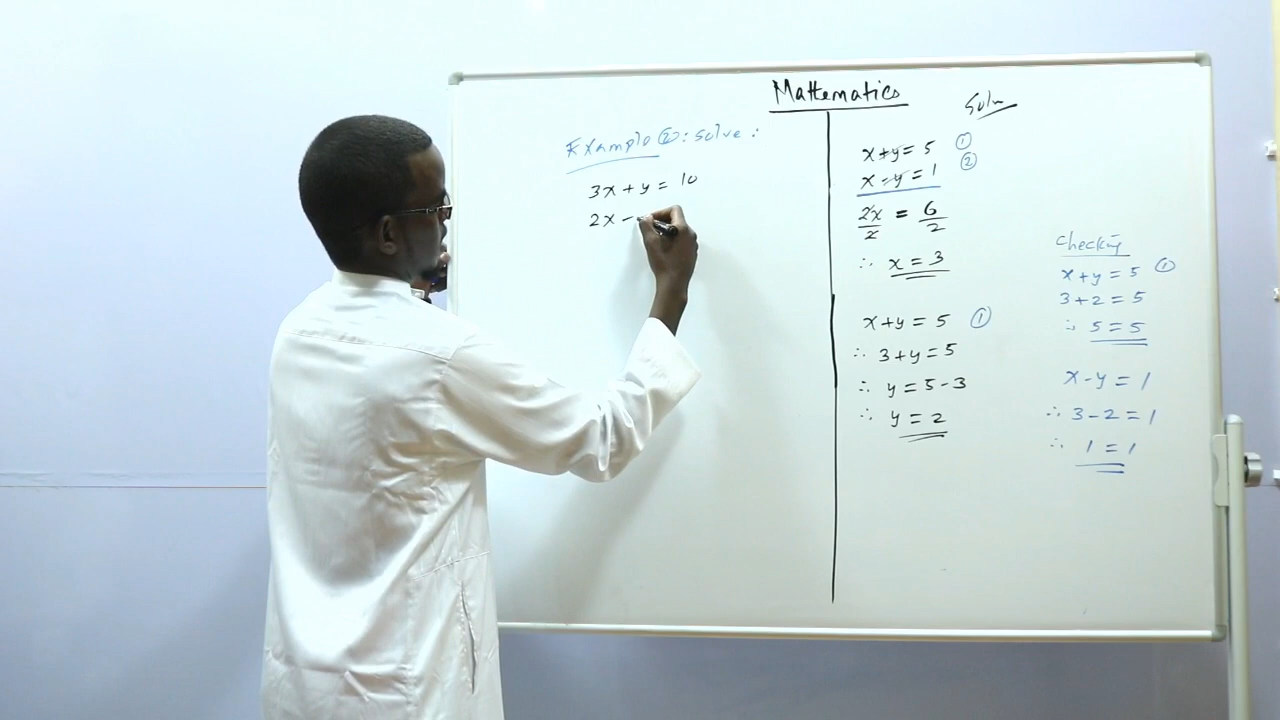 Mathematics
Example ②: Solve:
3x + y = 10
2x -
Soln
x + y = 5 ①
x - y = 1 ②
2x/2 = 6/2
∴ x = 3
x + y = 5 ①
∴ 3 + y = 5
∴ y = 5 - 3
∴ y = 2
Checking
x + y = 5 ①
3 + 2 = 5
∴ 5 = 5
x - y = 1
∴ 3 - 2 = 1
∴ 1 = 1